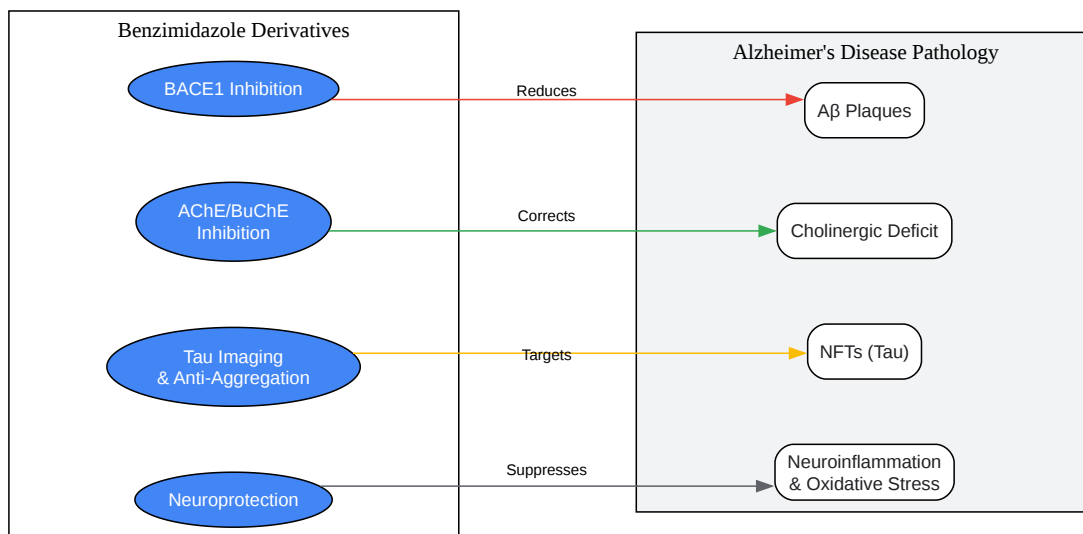 Benzimidazole Derivatives
Alzheimer's Disease Pathology
BACE1 Inhibition
Reduces
Aβ Plaques
AChE/BuChE
Inhibition
Corrects
Cholinergic Deficit
Tau Imaging
& Anti-Aggregation
Targets
NFTs (Tau)
Neuroprotection
Suppresses
Neuroinflammation
& Oxidative Stress